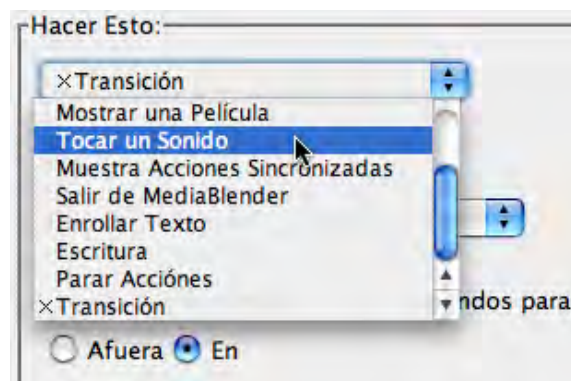 Hacer Esto:
×Transición
Mostrar una Película
Tocar un Sonido
Muestra Acciones Sincronizadas
Salir de MediaBlender
Enrollar Texto
Escritura
Parar Acciónes
×Transición
ndos para
Afuera En